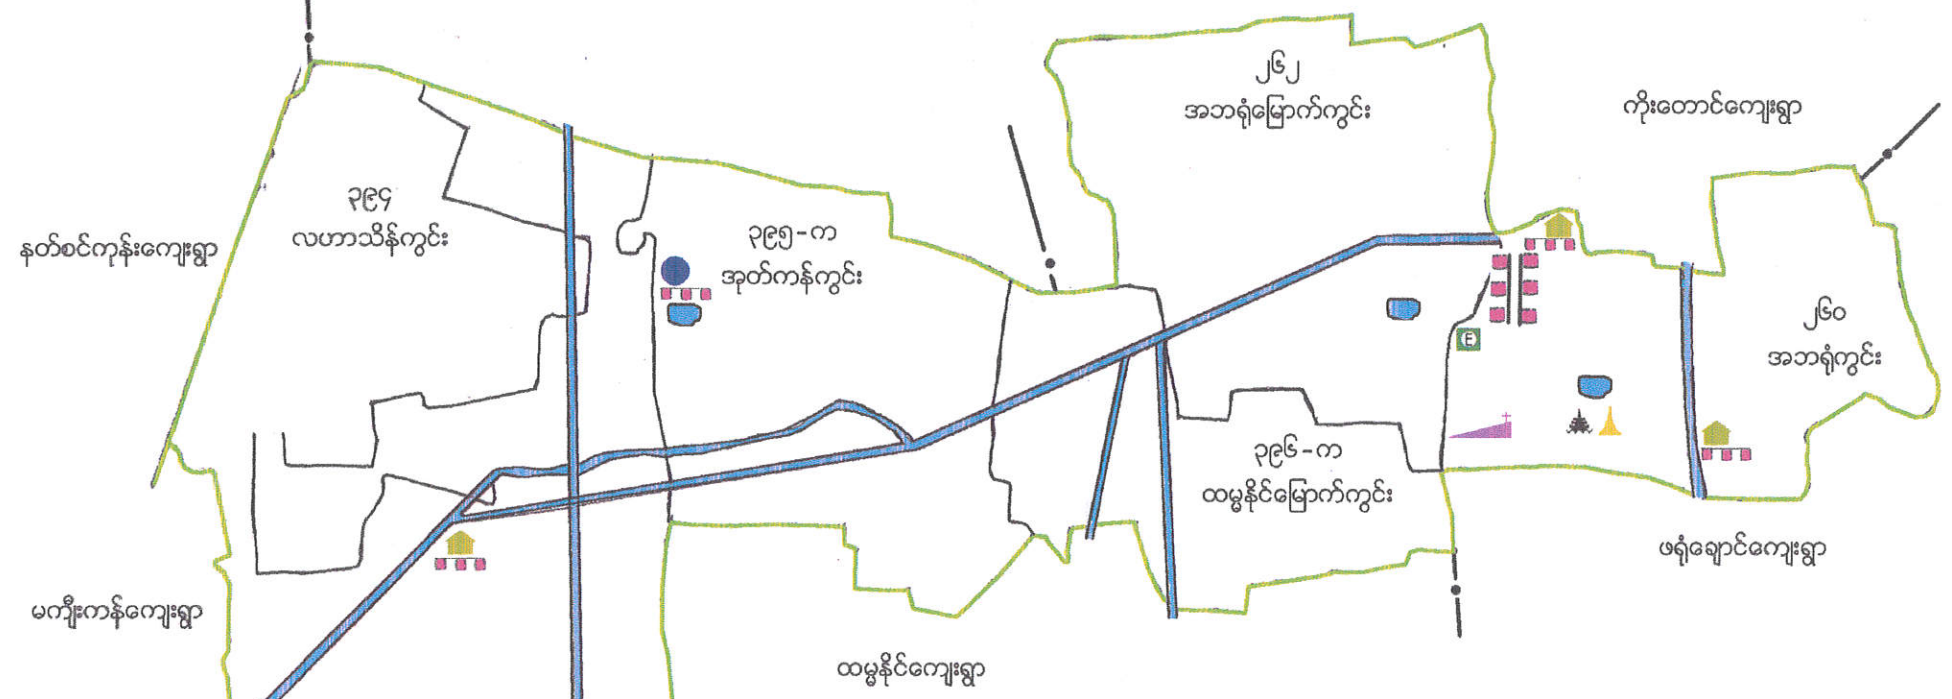 ၂၆၂
အဘရုံမြောက်ကွင်း
ကိုးတောင်ကျေးရွာ
၃၉၄
လဟာသိန်ကွင်း
နတ်စင်ကုန်းကျေးရွာ
၃၉၅-က
အုတ်ကန်ကွင်း
၂၆၀
အဘရုံကွင်း
E
၃၉၆-က
ထမ္မနိုင်မြောက်ကွင်း
ဖရုံချောင်ကျေးရွာ
မကျီးကန်ကျေးရွာ
ထမ္မနိုင်ကျေးရွာ